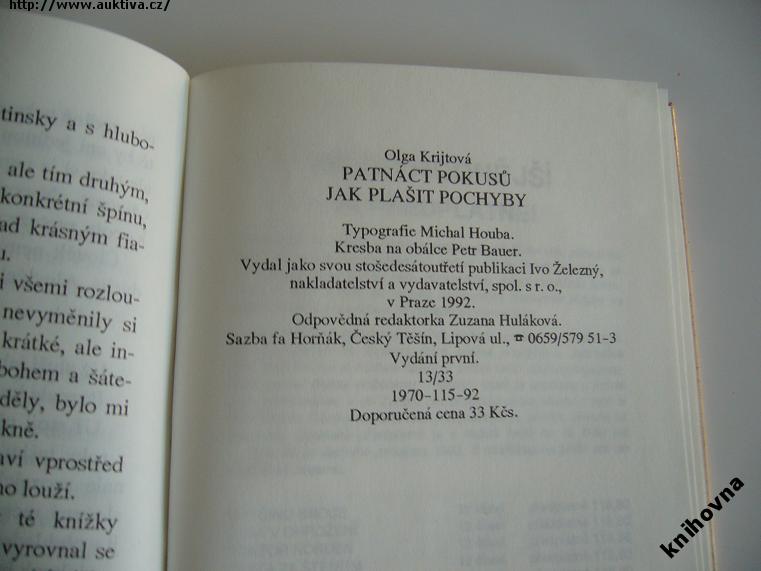 http://www.auktiva.cz/
tinsky a s hlubo-
ale tím druhým,
konkrétní špínu,
ad krásným fia-
u.
i všemi rozlou-
nevyměnily si
krátké, ale in-
bohem a šáte-
děly, bylo mi
kně.
aví vprostřed
no louží.
té knížky
vyrovnal se
Olga Krijtová
PATNÁCT POKUSŮ
JAK PLAŠIT POCHYBY
Typografie Michal Houba.
Kresba na obálce Petr Bauer.
Vydal jako svou stošedesátoutřetí publikaci Ivo Železný,
nakladatelství a vydavatelství, spol. s r. o.,
v Praze 1992.
Odpovědná redaktorka Zuzana Huláková.
Sazba fa Horňák, Český Těšín, Lipová ul., ☎ 0659/579 51-3
Vydání první.
13/33
1970-115-92
Doporučená cena 33 Kčs.
knihovna